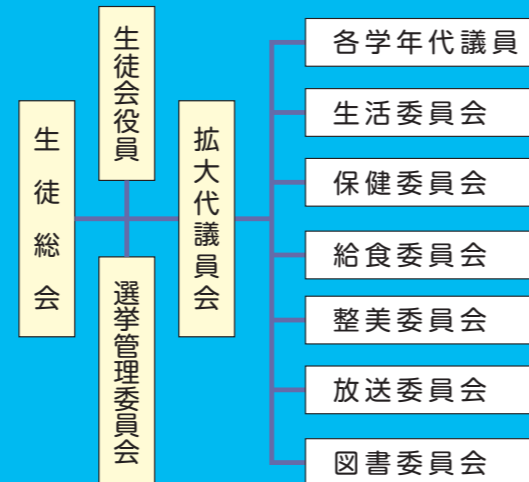 生徒総会
生徒会役員
選挙管理委員会
拡大代議員会
各学年代議員
生活委員会
保健委員会
給食委員会
整美委員会
放送委員会
図書委員会